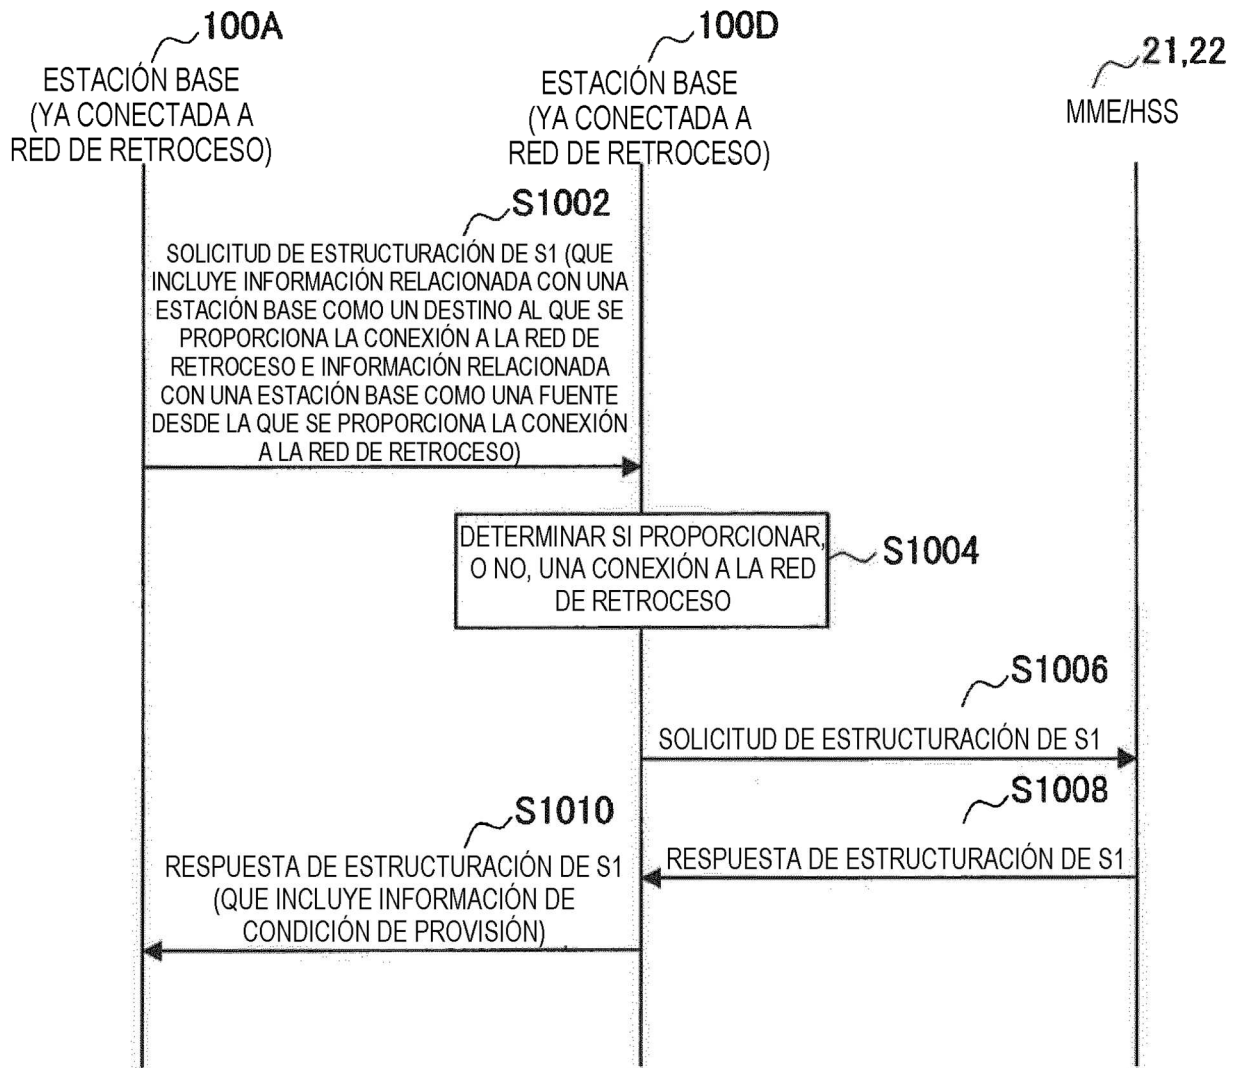 100A
ESTACIÓN BASE
(YA CONECTADA A
RED DE RETROCESO)
100D
ESTACIÓN BASE
(YA CONECTADA A
RED DE RETROCESO)
21,22
MME/HSS
S1002
SOLICITUD DE ESTRUCTURACIÓN DE S1 (QUE
INCLUYE INFORMACIÓN RELACIONADA CON UNA
ESTACIÓN BASE COMO UN DESTINO AL QUE SE
PROPORCIONA LA CONEXIÓN A LA RED DE
RETROCESO E INFORMACIÓN RELACIONADA
CON UNA ESTACIÓN BASE COMO UNA FUENTE
DESDE LA QUE SE PROPORCIONA LA CONEXIÓN
A LA RED DE RETROCESO)
DETERMINAR SI PROPORCIONAR,
O NO, UNA CONEXIÓN A LA RED
DE RETROCESO
S1004
S1006
SOLICITUD DE ESTRUCTURACIÓN DE S1
S1008
RESPUESTA DE ESTRUCTURACIÓN DE S1
S1010
RESPUESTA DE ESTRUCTURACIÓN DE S1
(QUE INCLUYE INFORMACIÓN DE
CONDICIÓN DE PROVISIÓN)